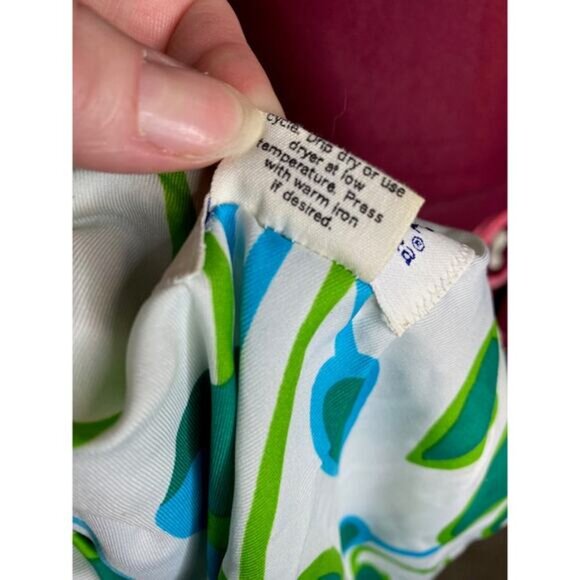 cycle. Drip dry or use
dryer at low
temperature. Press
with warm iron
if desired.
®